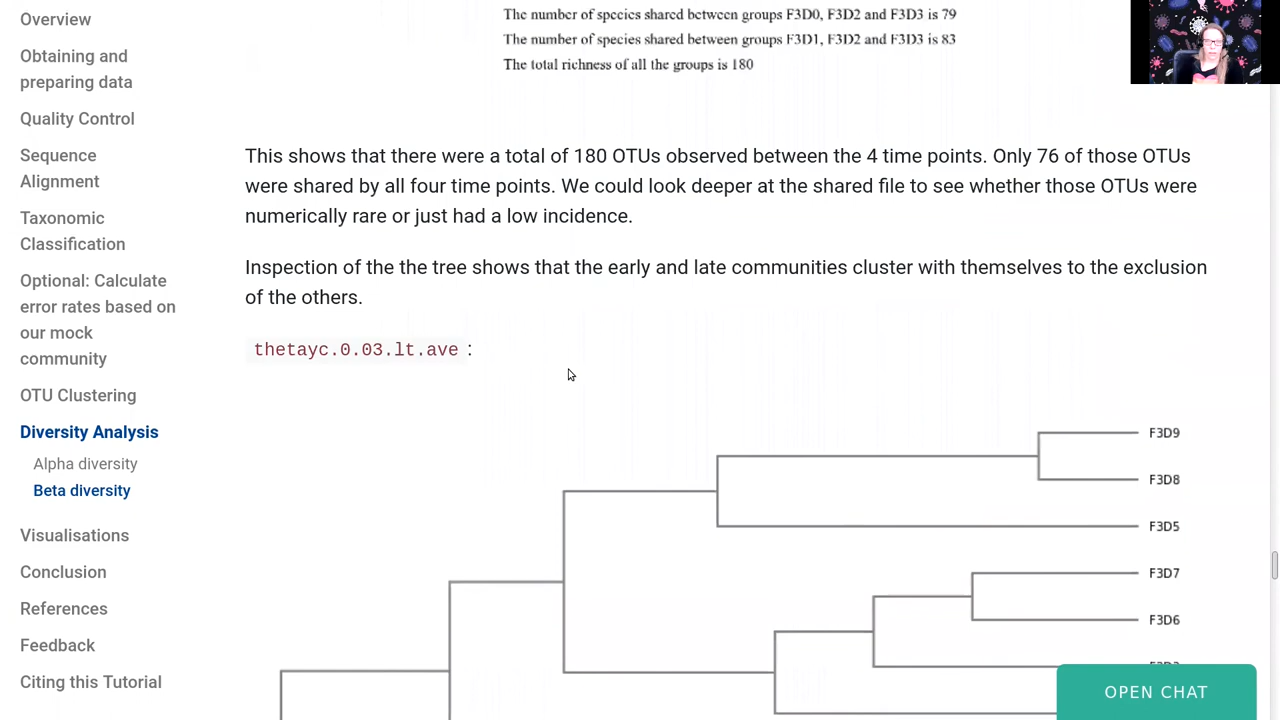 Overview
Obtaining and
preparing data
Quality Control
Sequence
Alignment
Taxonomic
Classification
Optional: Calculate
error rates based on
our mock
community
OTU Clustering
Diversity Analysis
Alpha diversity
Beta diversity
Visualisations
Conclusion
References
Feedback
Citing this Tutorial
The number of species shared between groups F3D0, F3D2 and F3D3 is 79
The number of species shared between groups F3D1, F3D2 and F3D3 is 83
The total richness of all the groups is 180
This shows that there were a total of 180 OTUs observed between the 4 time points. Only 76 of those OTUs
were shared by all four time points. We could look deeper at the shared file to see whether those OTUs were
numerically rare or just had a low incidence.
Inspection of the the tree shows that the early and late communities cluster with themselves to the exclusion
of the others.
thetayc.0.03.lt.ave :
F3D9
F3D8
F3D5
F3D7
F3D6
OPEN CHAT